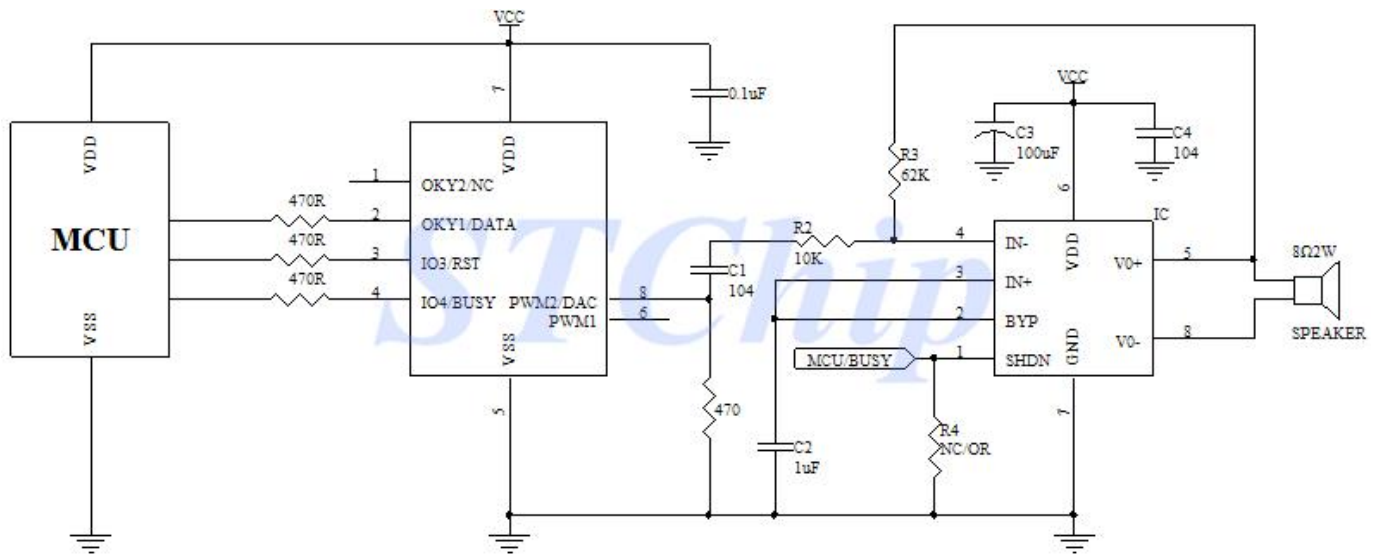 VCC
0.1uF
VDD
MCU
VSS
470R
470R
470R
7
VDD
1
OKY2/NC
2
OKY1/DATA
3
IO3/RST
4
IO4/BUSY
PWM2/DAC
8
PWM1
6
VSS
5
C1
104
470
R2
10K
R3
62K
VCC
C3
100uF
C4
104
6
IC
4
IN-
3
IN+
2
BYP
1
SHDN
VDD
GND
7
V0+
5
V0-
8
8Ω2W
SPEAKER
MCU/BUSY
R4
NC/OR
C2
1uF
STChip